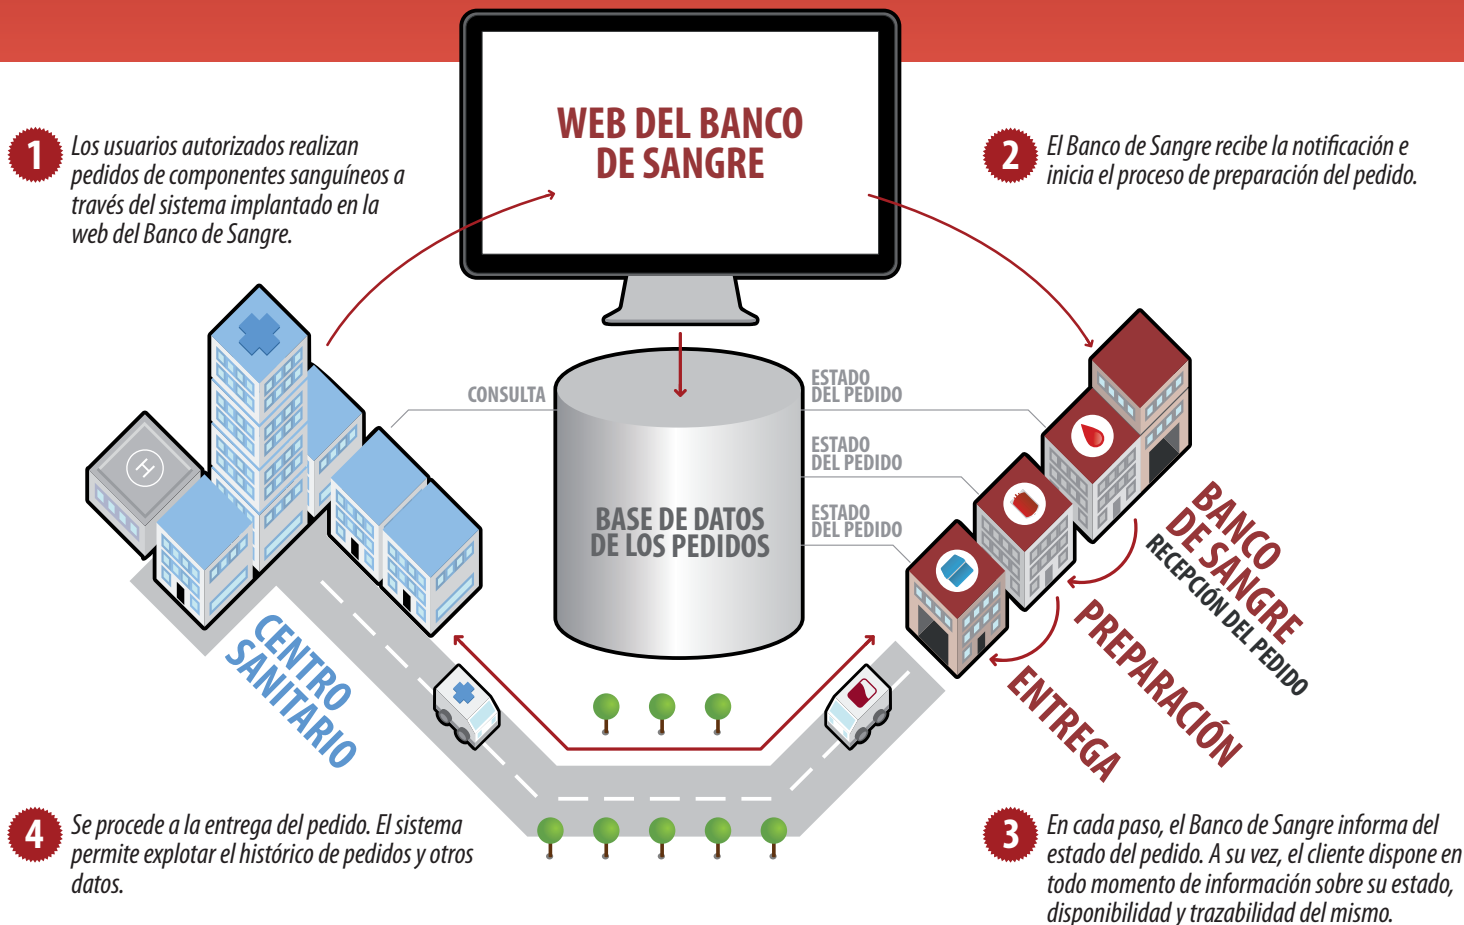 WEB DEL BANCO
DE SANGRE
1
Los usuarios autorizados realizan
pedidos de componentes sanguíneos a
través del sistema implantado en la
web del Banco de Sangre.
2
El Banco de Sangre recibe la notificación e
inicia el proceso de preparación del pedido.
CONSULTA
ESTADO
DEL PEDIDO
ESTADO
DEL PEDIDO
ESTADO
DEL PEDIDO
BASE DE DATOS
DE LOS PEDIDOS
H
CENTRO
SANITARIO
BANCO
DE SANGRE
RECEPCIÓN DEL PEDIDO
PREPARACIÓN
ENTREGA
3
En cada paso, el Banco de Sangre informa del
estado del pedido. A su vez, el cliente dispone en
todo momento de información sobre su estado,
disponibilidad y trazabilidad del mismo.
4
Se procede a la entrega del pedido. El sistema
permite explotar el histórico de pedidos y otros
datos.